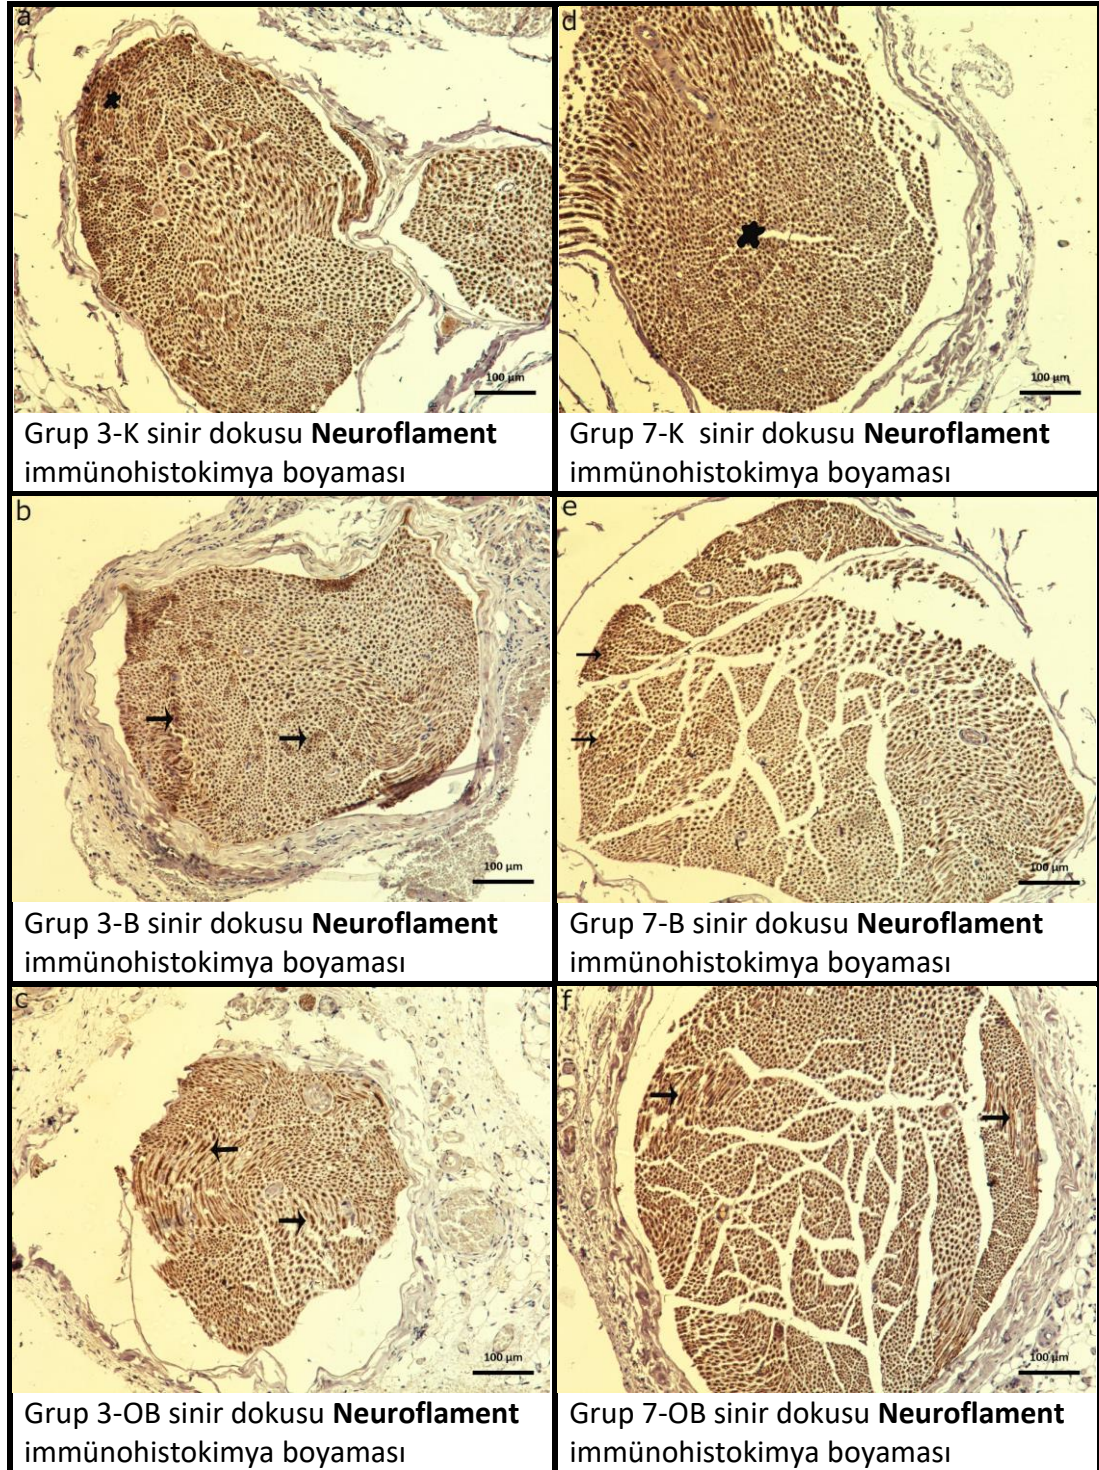 a
100 µm
Grup 3-K sinir dokusu Neuroflament
immünohistokimya boyaması
d
100 µm
Grup 7-K  sinir dokusu Neuroflament
immünohistokimya boyaması
b
100 µm
Grup 3-B sinir dokusu Neuroflament
immünohistokimya boyaması
e
100 µm
Grup 7-B sinir dokusu Neuroflament
immünohistokimya boyaması
c
100 µm
Grup 3-OB sinir dokusu Neuroflament
immünohistokimya boyaması
f
100 µm
Grup 7-OB sinir dokusu Neuroflament
immünohistokimya boyaması